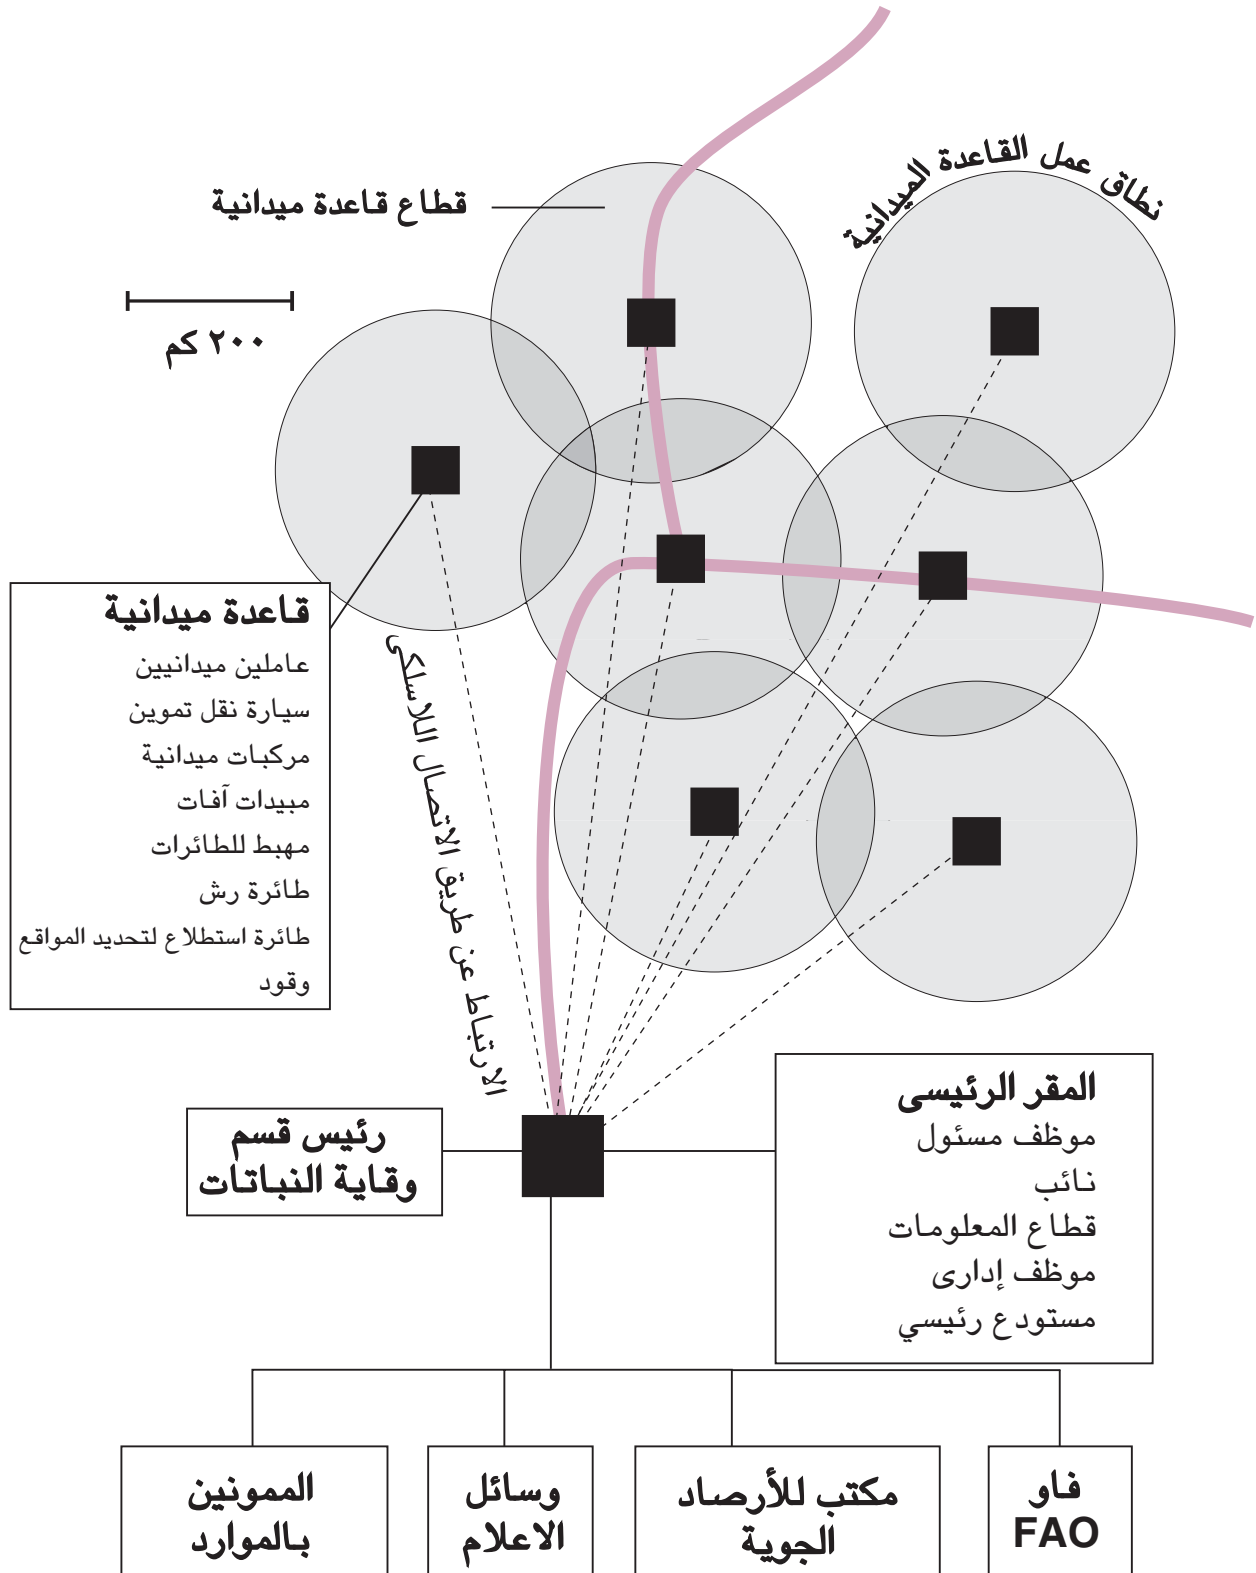 نطاق عمل القاعدة الميدانية
قطاع قاعدة ميدانية
٢٠٠ كم
قاعدة ميدانية
عاملين ميدانيين
سيارة نقل تموين
مركبات ميدانية
مبيدات آفات
مهبط للطائرات
طائرة رش
طائرة استطلاع لتحديد المواقع
وقود
الارتباط عن طريق الاتصال اللاسلكى
المقر الرئيسى
موظف مسئول
نائب
قطاع المعلومات
موظف إدارى
مستودع رئيسي
رئيس قسم
وقاية النباتات
فاو
FAO
مكتب للأرصاد
الجوية
وسائل
الاعلام
الممونين
بالموارد